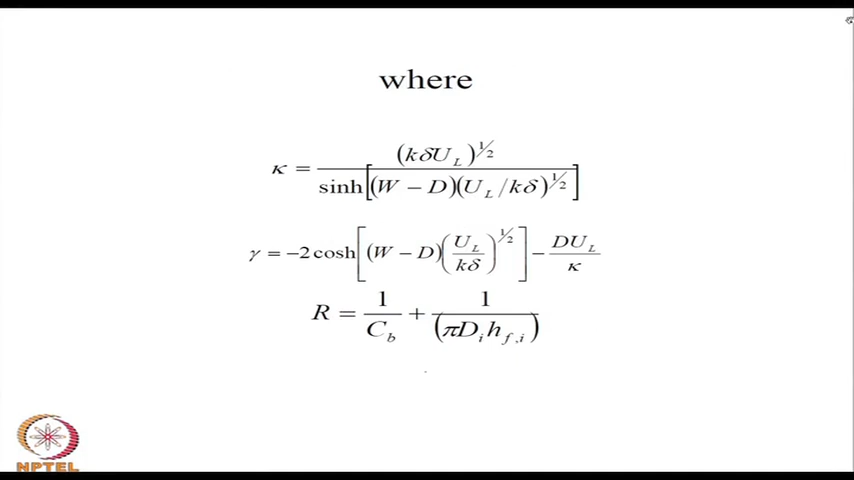 where
κ = (kδU_L)^{1/2} / sinh[(W − D)(U_L/kδ)^{1/2}]
γ = −2cosh[(W − D)(U_L/kδ)^{1/2}] − DU_L/κ
R = 1/C_b + 1/(πD_i h_{f,i})
NPTEL